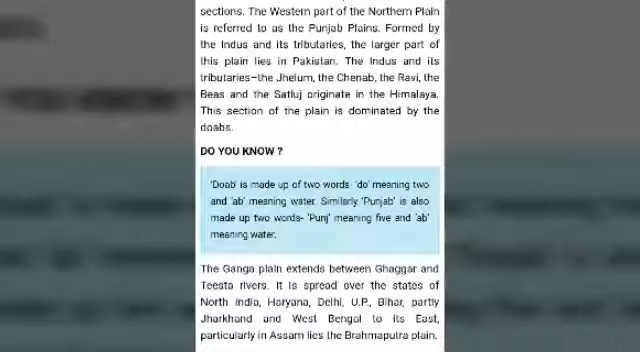 sections. The Western part of the Northern Plain
is referred to as the Punjab Plains. Formed by
the Indus and its tributaries, the larger part of
this plain lies in Pakistan. The Indus and its
tributaries–the Jhelum, the Chenab, the Ravi, the
Beas and the Satluj originate in the Himalaya.
This section of the plain is dominated by the
doabs.
DO YOU KNOW ?
'Doab' is made up of two words- 'do' meaning two
and 'ab' meaning water. Similarly 'Punjab' is also
made up two words- 'Punj' meaning five and 'ab'
meaning water.
The Ganga plain extends between Ghaggar and
Teesta rivers. It is spread over the states of
North India, Haryana, Delhi, U.P., Bihar, partly
Jharkhand and West Bengal to its East,
particularly in Assam lies the Brahmaputra plain.